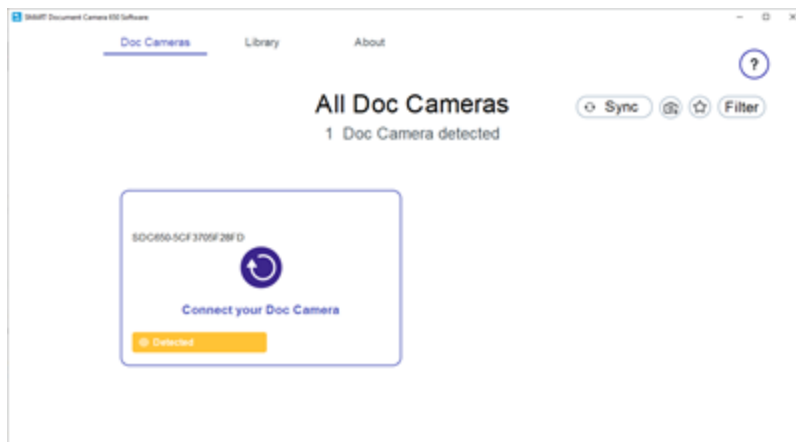 SMART Document Camera 650 Software
Doc Cameras Library About
?
All Doc Cameras
Sync Filter
1 Doc Camera detected
SDC650-5CF3705F28FD
Connect your Doc Camera
Detected